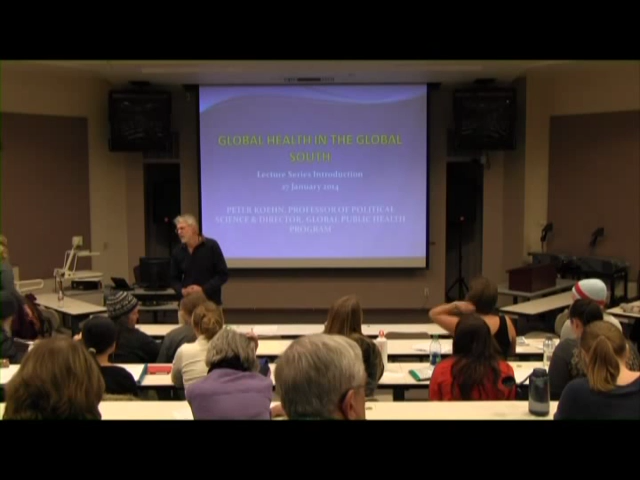 GLOBAL HEALTH IN THE GLOBAL
SOUTH
Lecture Series Introduction
27 January 2014
PETER KOEHN, PROFESSOR OF POLITICAL
SCIENCE & DIRECTOR, GLOBAL PUBLIC HEALTH
PROGRAM